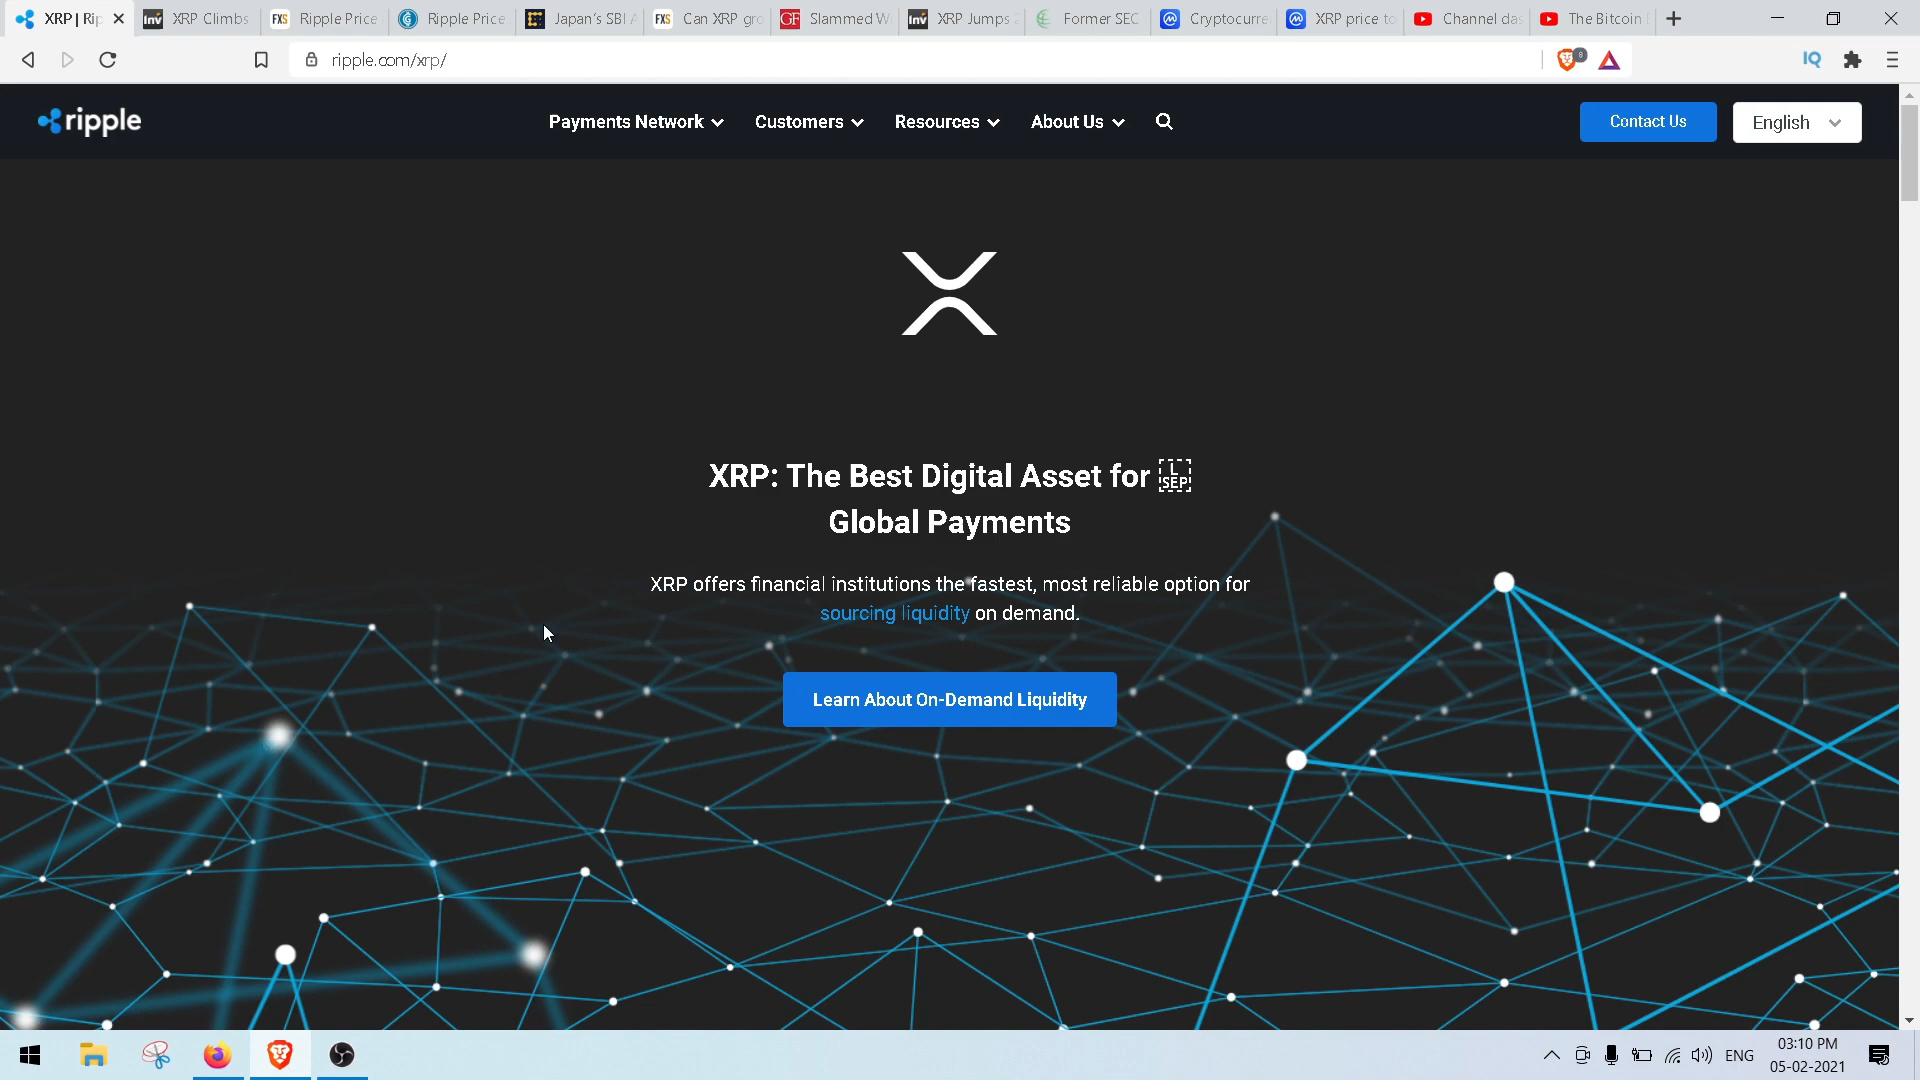 XRP | Rip
XRP Climbs
Ripple Price
Ripple Price
Japan's SBI A
Can XRP gro
Slammed W
XRP Jumps 2
Former SEC
Cryptocurre
XRP price to
Channel das
The Bitcoin
ripple.com/xrp/
IQ
ripple
Payments Network
Customers
Resources
About Us
Contact Us
English
XRP: The Best Digital Asset for L SEP
Global Payments
XRP offers financial institutions the fastest, most reliable option for
sourcing liquidity on demand.
Learn About On-Demand Liquidity
ENG
03:10 PM
05-02-2021